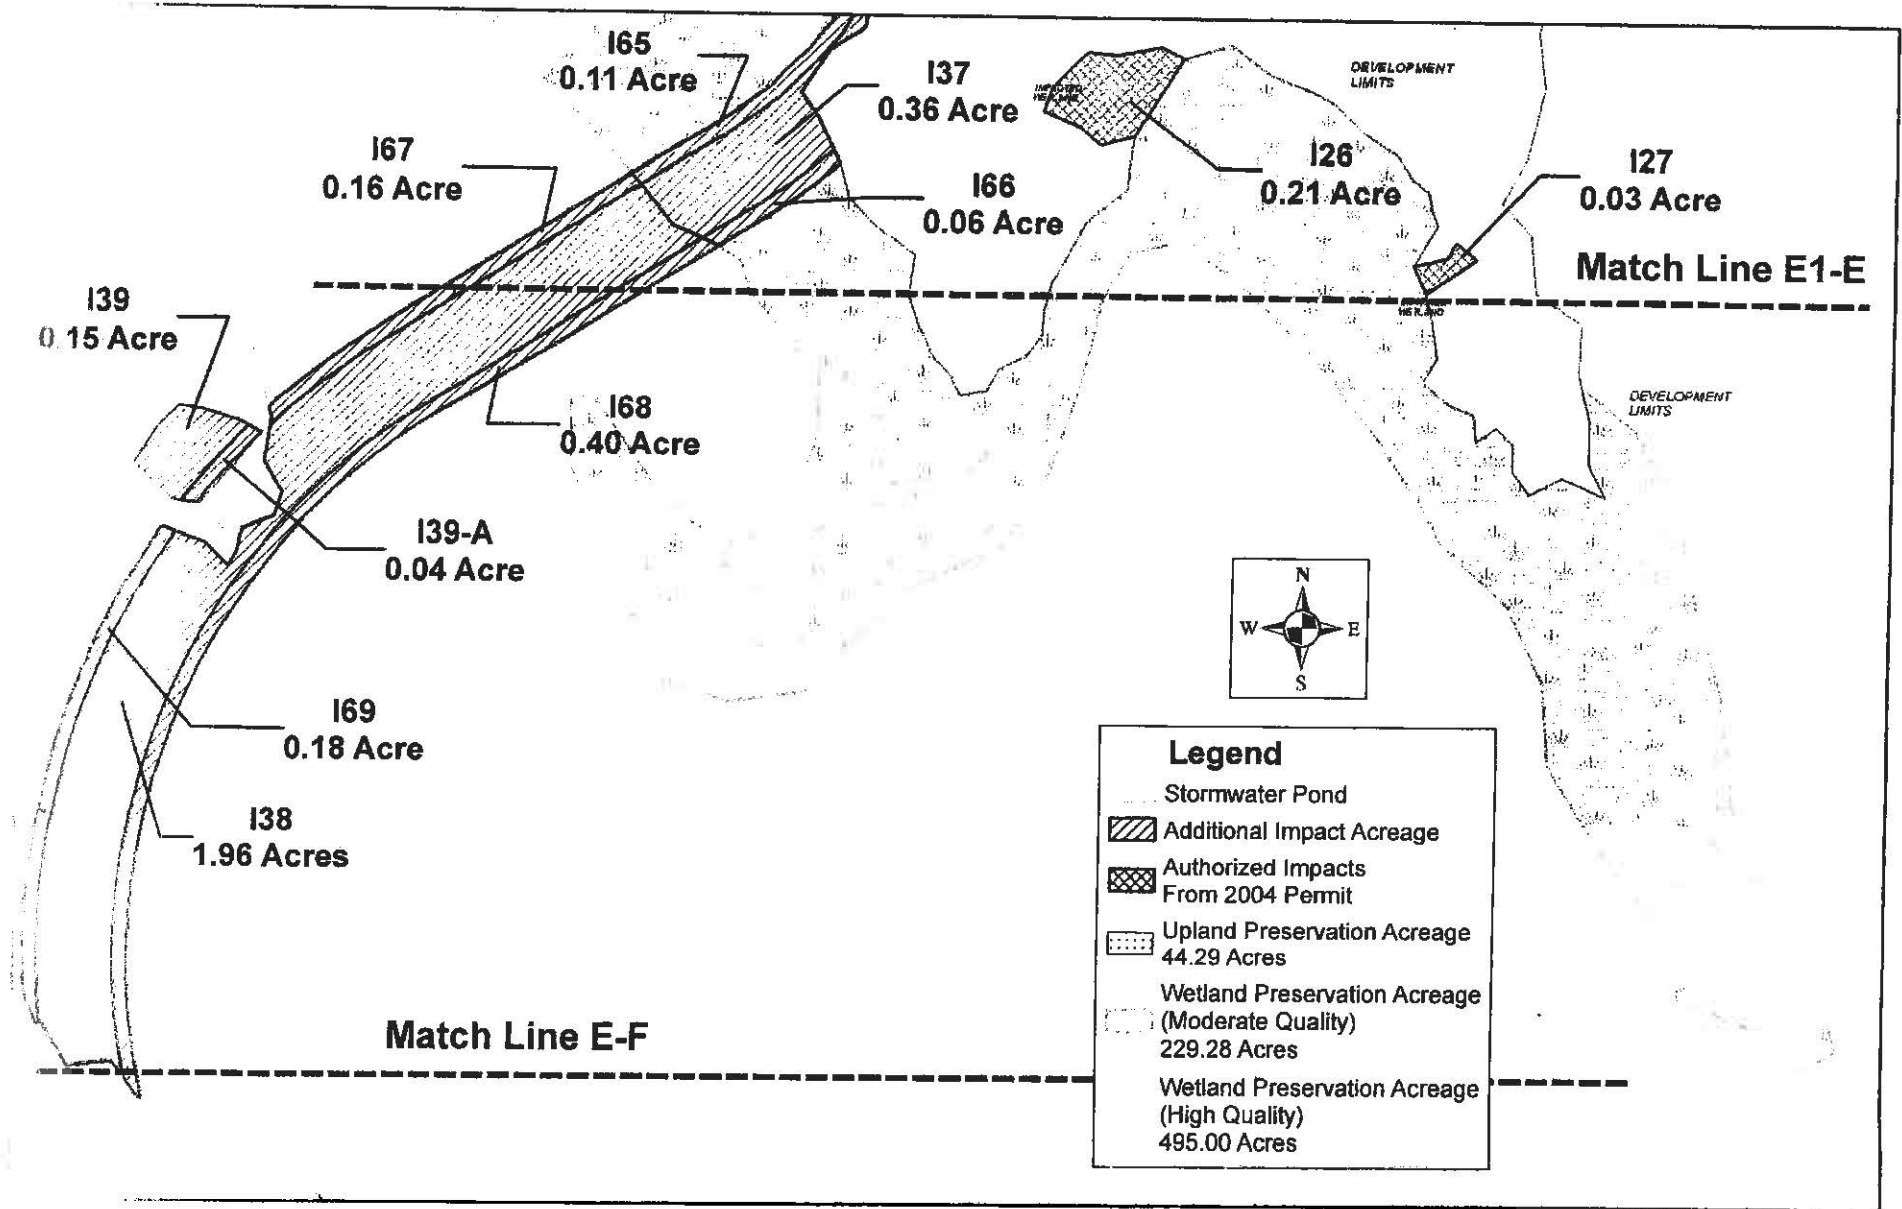 I65
0.11 Acre
I37
0.36 Acre
DEVELOPMENT
LIMITS
I67
0.16 Acre
I26
0.21 Acre
I27
0.03 Acre
I66
0.06 Acre
Match Line E1-E
I39
0.15 Acre
WETLAND
DEVELOPMENT
LIMITS
I68
0.40 Acre
I39-A
0.04 Acre
N
W E
S
I69
0.18 Acre
I38
1.96 Acres
Legend
Stormwater Pond
Additional Impact Acreage
Authorized Impacts
From 2004 Permit
Upland Preservation Acreage
44.29 Acres
Wetland Preservation Acreage
(Moderate Quality)
229.28 Acres
Wetland Preservation Acreage
(High Quality)
495.00 Acres
Match Line E-F